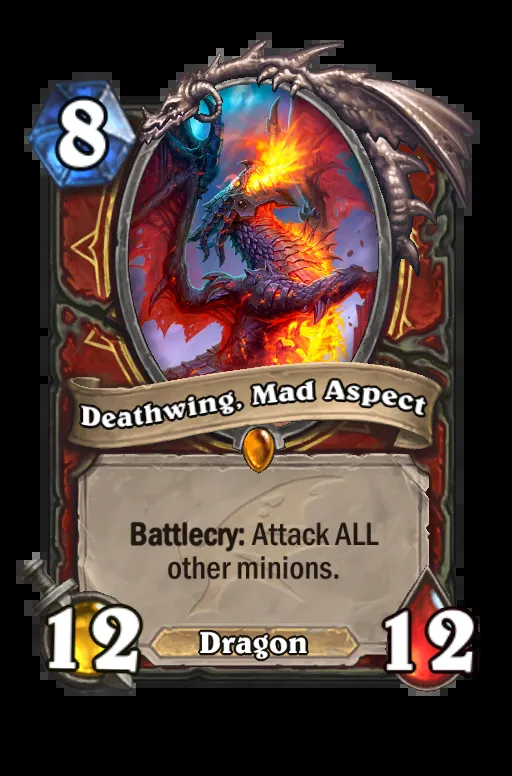 8
Deathwing, Mad Aspect
Battlecry: Attack ALL
other minions.
12
Dragon
12